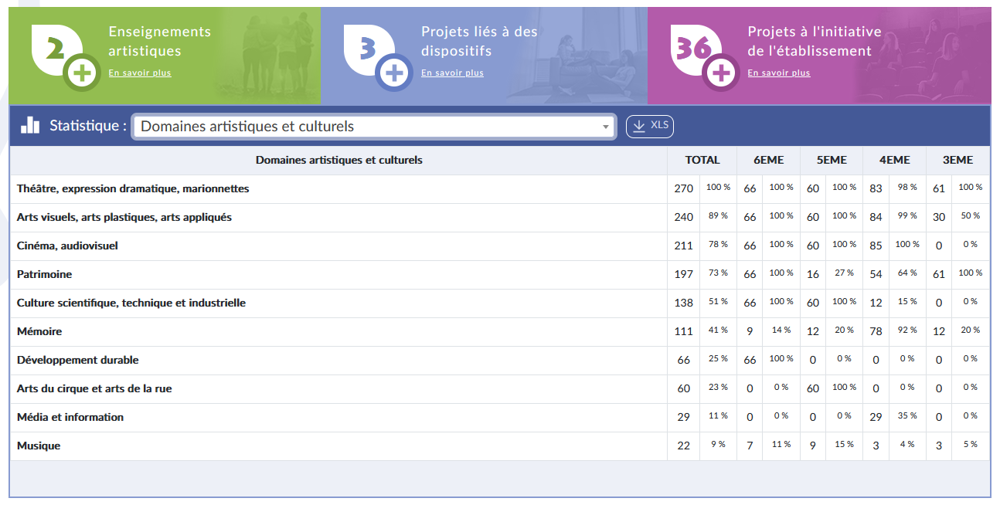 2
Enseignements
artistiques
En savoir plus
3
Projets liés à des
dispositifs
En savoir plus
36
Projets à l'initiative
de l'établissement
En savoir plus
Statistique : Domaines artistiques et culturels XLS
Domaines artistiques et culturels TOTAL 6EME 5EME 4EME 3EME
Théâtre, expression dramatique, marionnettes 270 100 % 66 100 % 60 100 % 83 98 % 61 100 %
Arts visuels, arts plastiques, arts appliqués 240 89 % 66 100 % 60 100 % 84 99 % 30 50 %
Cinéma, audiovisuel 211 78 % 66 100 % 60 100 % 85 100 % 0 0 %
Patrimoine 197 73 % 66 100 % 16 27 % 54 64 % 61 100 %
Culture scientifique, technique et industrielle 138 51 % 66 100 % 60 100 % 12 15 % 0 0 %
Mémoire 111 41 % 9 14 % 12 20 % 78 92 % 12 20 %
Développement durable 66 25 % 66 100 % 0 0 % 0 0 % 0 0 %
Arts du cirque et arts de la rue 60 23 % 0 0 % 60 100 % 0 0 % 0 0 %
Média et information 29 11 % 0 0 % 0 0 % 29 35 % 0 0 %
Musique 22 9 % 7 11 % 9 15 % 3 4 % 3 5 %